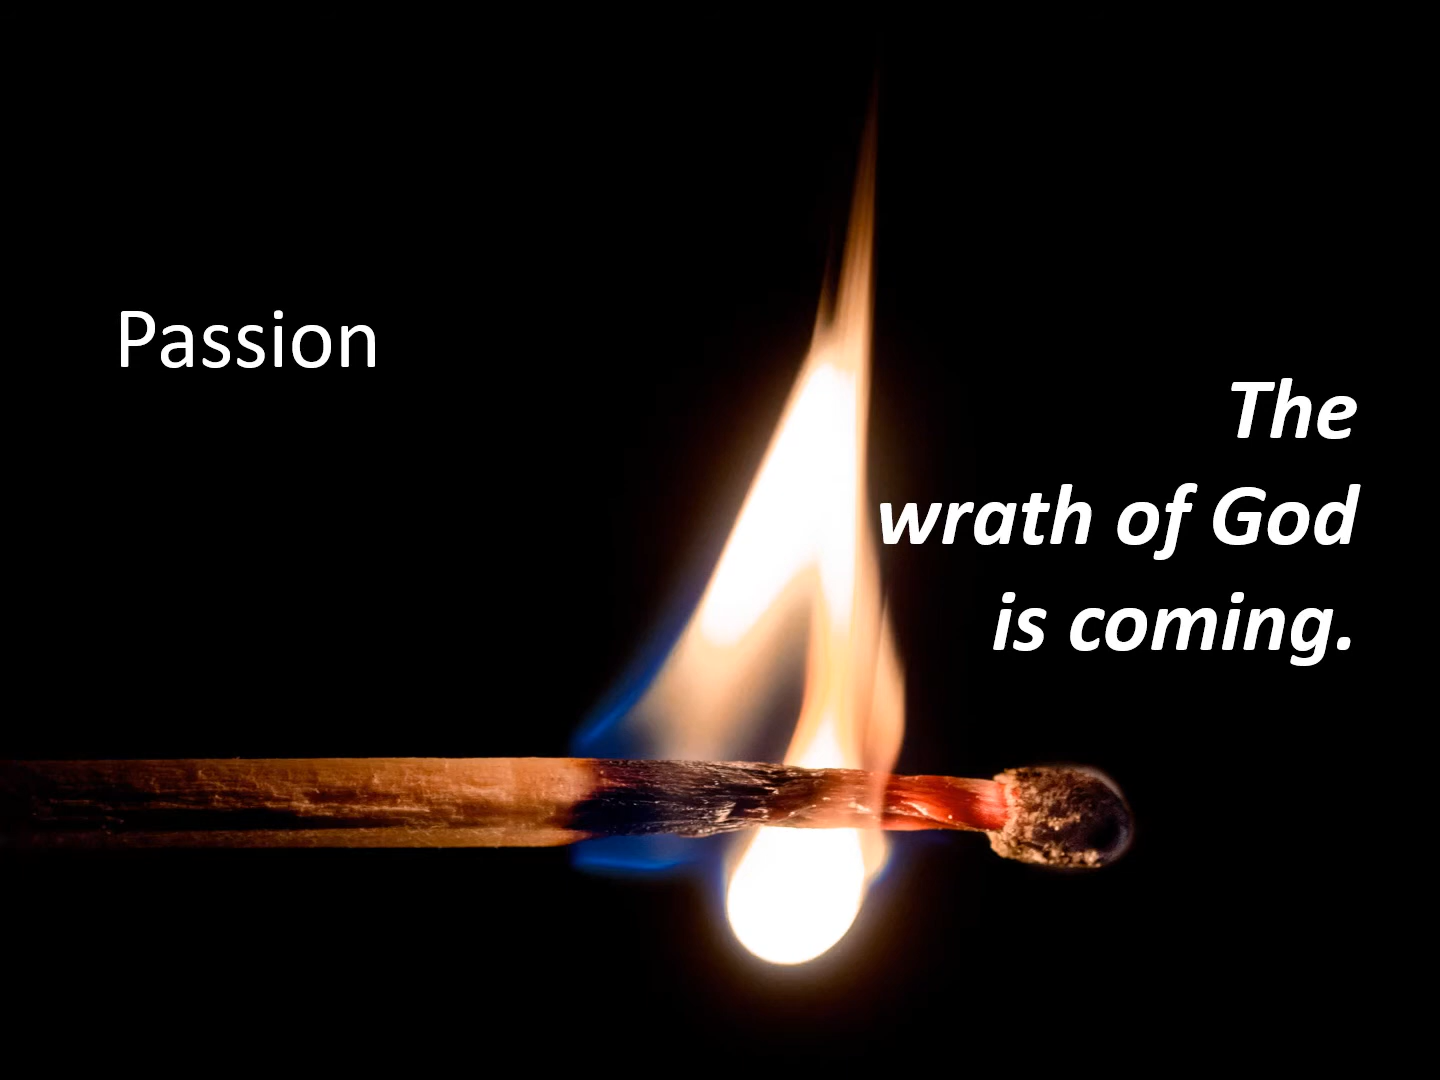 Passion
The
wrath of God
is coming.